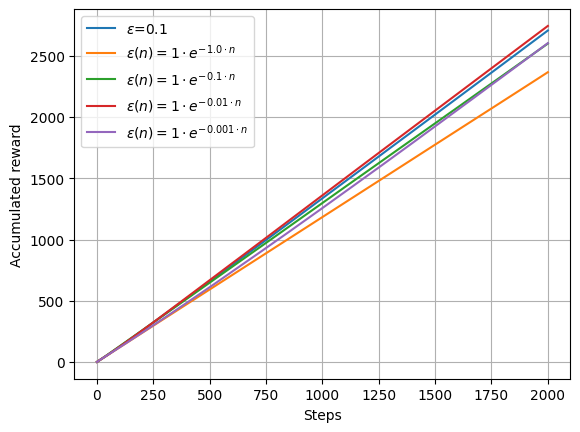 ε=0.1
ε(n) = 1 · e^{−1.0 · n}
ε(n) = 1 · e^{−0.1 · n}
ε(n) = 1 · e^{−0.01 · n}
ε(n) = 1 · e^{−0.001 · n}
Accumulated reward
2500
2000
1500
1000
500
0
0 250 500 750 1000 1250 1500 1750 2000
Steps